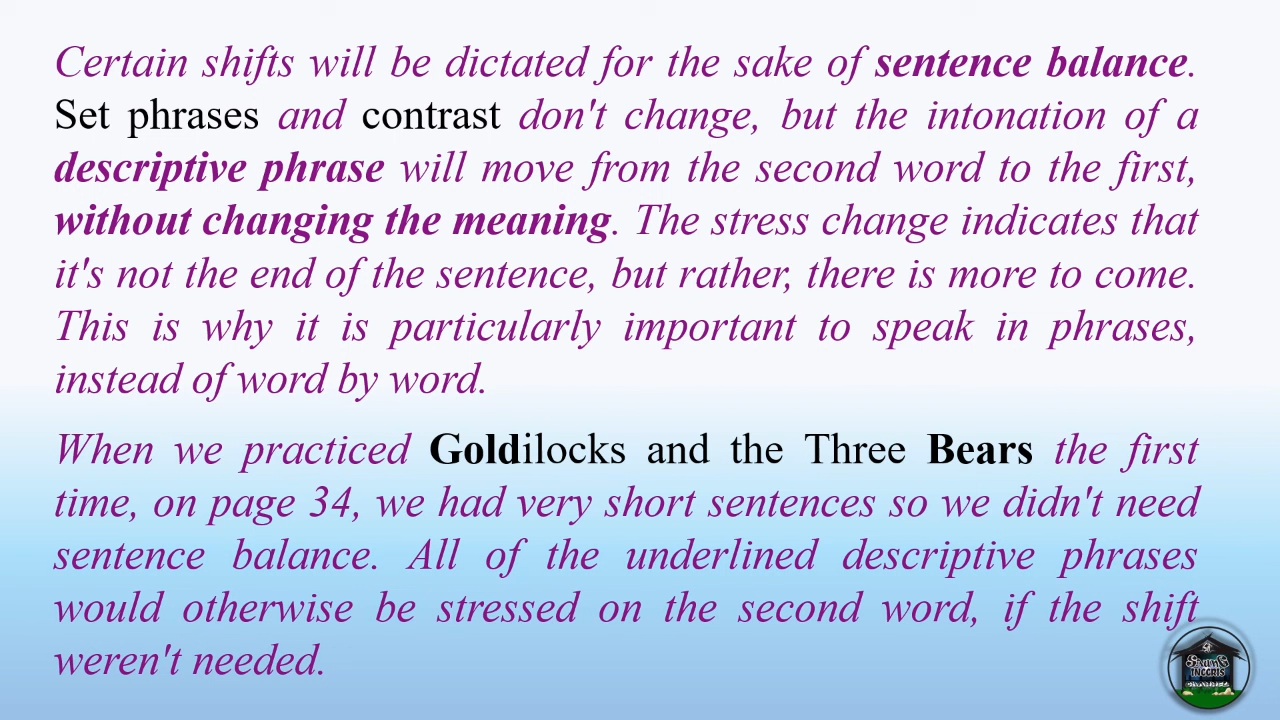 Certain shifts will be dictated for the sake of sentence balance.
Set phrases and contrast don't change, but the intonation of a
descriptive phrase will move from the second word to the first,
without changing the meaning. The stress change indicates that
it's not the end of the sentence, but rather, there is more to come.
This is why it is particularly important to speak in phrases,
instead of word by word.
When we practiced Goldilocks and the Three Bears the first
time, on page 34, we had very short sentences so we didn't need
sentence balance. All of the underlined descriptive phrases
would otherwise be stressed on the second word, if the shift
weren't needed.
INGGRIS
CHANNEL